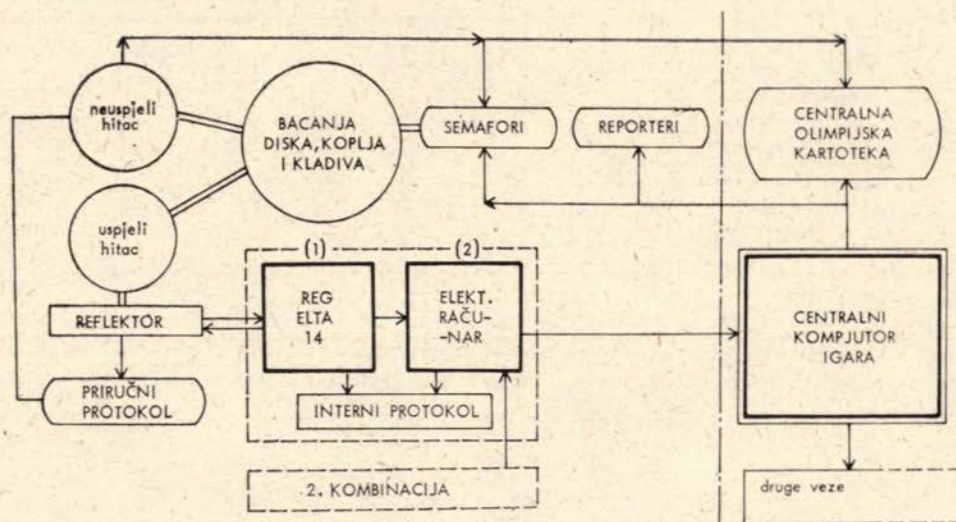 neuspjeli
hitac
BACANJA
DISKA, KOPLJA
I KLADIVA
SEMAFORI
REPORTERI
CENTRALNA
OLIMPIJSKA
KARTOTEKA
uspjeli
hitac
(1)
(2)
REG
ELTA
14
ELEKT.
RAČU-
-NAR
CENTRALNI
KOMPJUTOR
IGARA
REFLEKTOR
PRIRUČNI
PROTOKOL
INTERNI PROTOKOL
2. KOMBINACIJA
druge veze